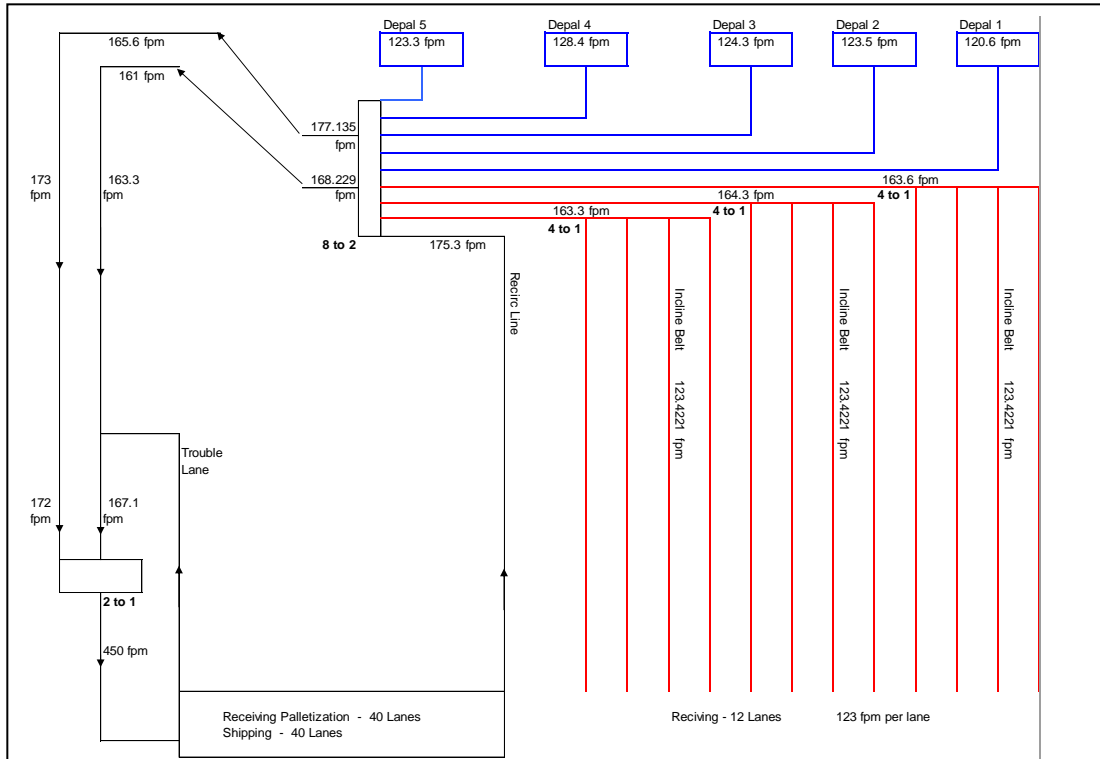 Depal 5
Depal 4
Depal 3
Depal 2
Depal 1
165.6 fpm
123.3 fpm
128.4 fpm
124.3 fpm
123.5 fpm
120.6 fpm
161 fpm
177.135
fpm
173
fpm
163.3
fpm
168.229
fpm
163.6 fpm
4 to 1
164.3 fpm
4 to 1
163.3 fpm
4 to 1
8 to 2
175.3 fpm
Recirc Line
Incline Belt 123.4221 fpm
Incline Belt 123.4221 fpm
Incline Belt 123.4221 fpm
Trouble
Lane
172
fpm
167.1
fpm
2 to 1
450 fpm
Receiving Palletization - 40 Lanes
Shipping - 40 Lanes
Reciving - 12 Lanes 123 fpm per lane